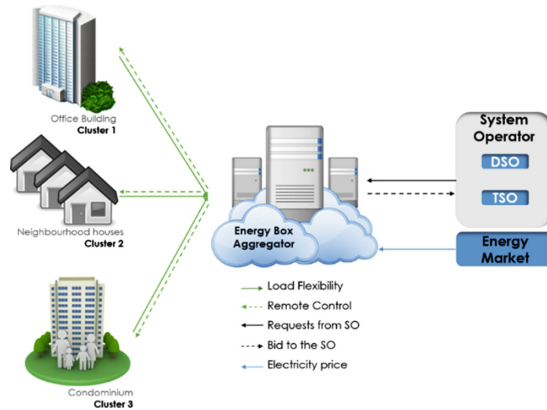 Office Building
Cluster 1
Neighbourhood houses
Cluster 2
Condominium
Cluster 3
Energy Box
Aggregator
System
Operator
DSO
TSO
Energy
Market
Load Flexibility
Remote Control
Requests from SO
Bid to the SO
Electricity price